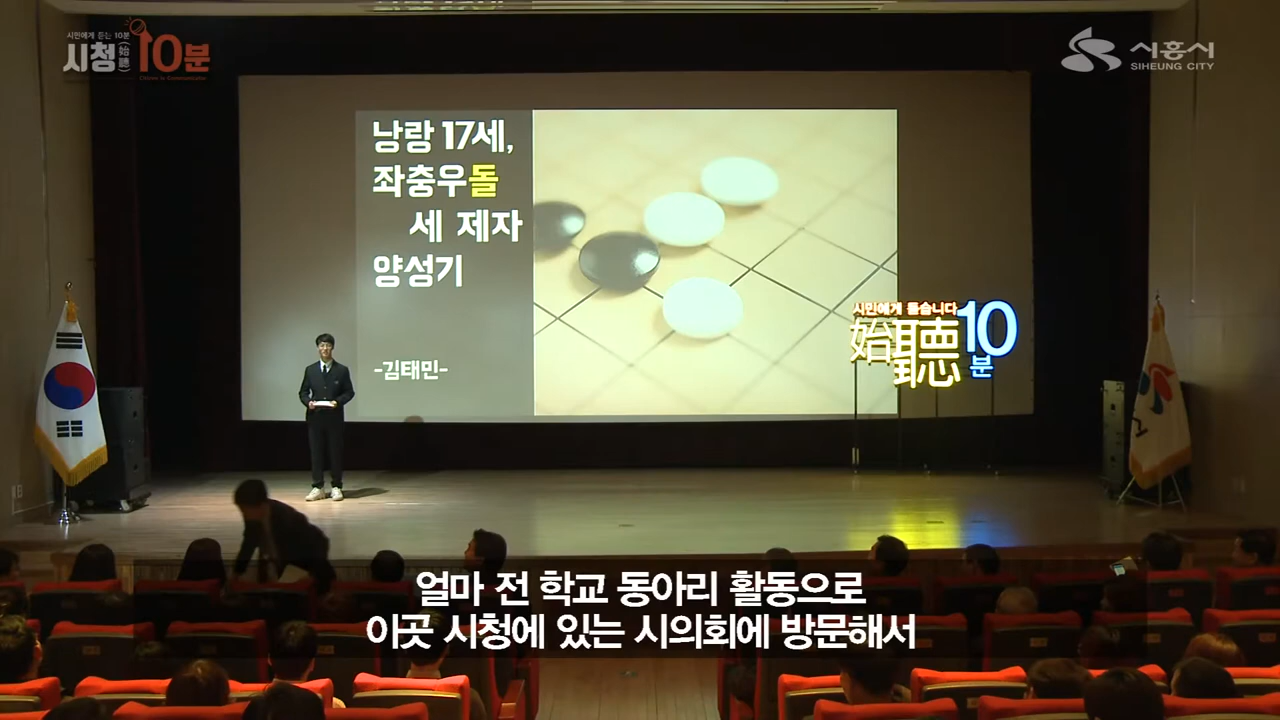 시민에게 듣는 10분
시청(始聽) 10분
시흥시
SIHEUNG CITY
낭랑 17세,
좌충우돌
세 제자
양성기
-김태민-
시민에게 듣습니다
始聽10분
얼마 전 학교 동아리 활동으로
이곳 시청에 있는 시의회에 방문해서